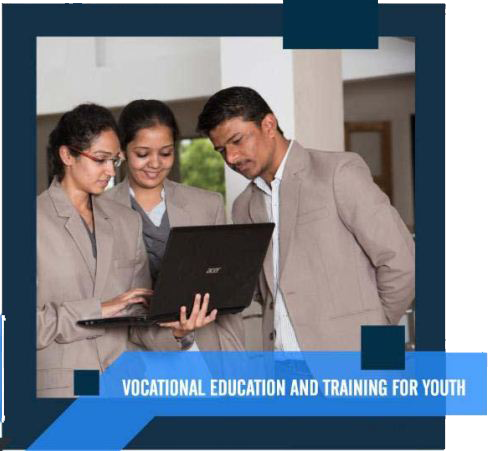 acer
VOCATIONAL EDUCATION AND TRAINING FOR YOUTH